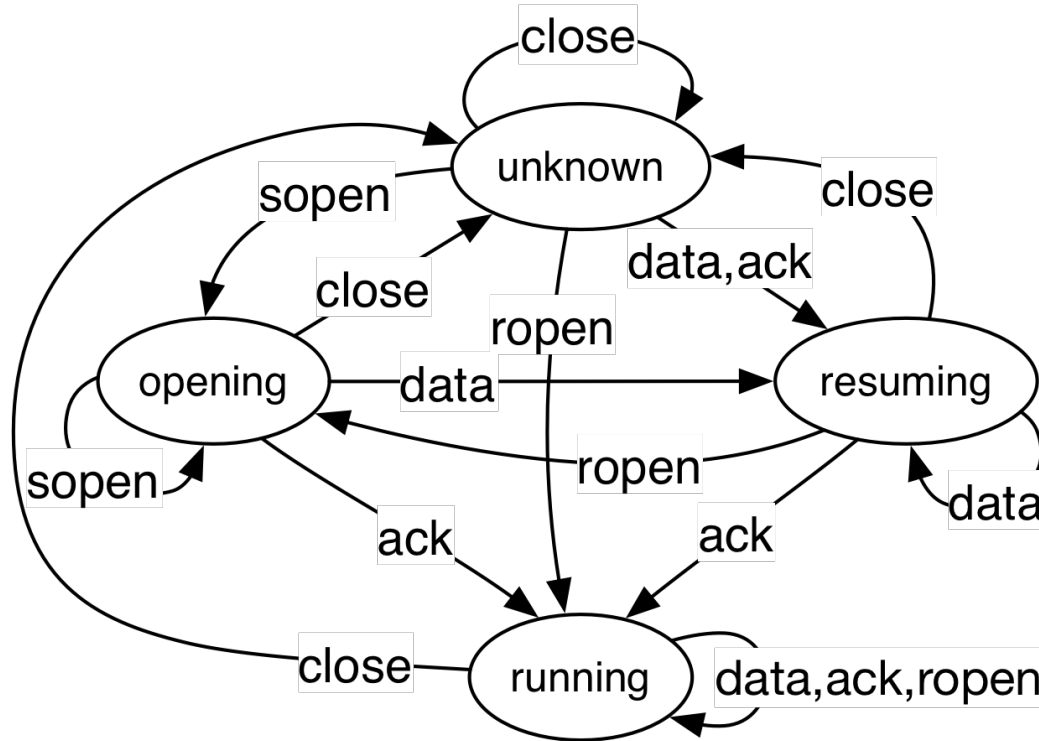 close
unknown
sopen
close
data,ack
close
ropen
opening
data
resuming
sopen
ropen
data
ack
ack
close
running
data,ack,ropen